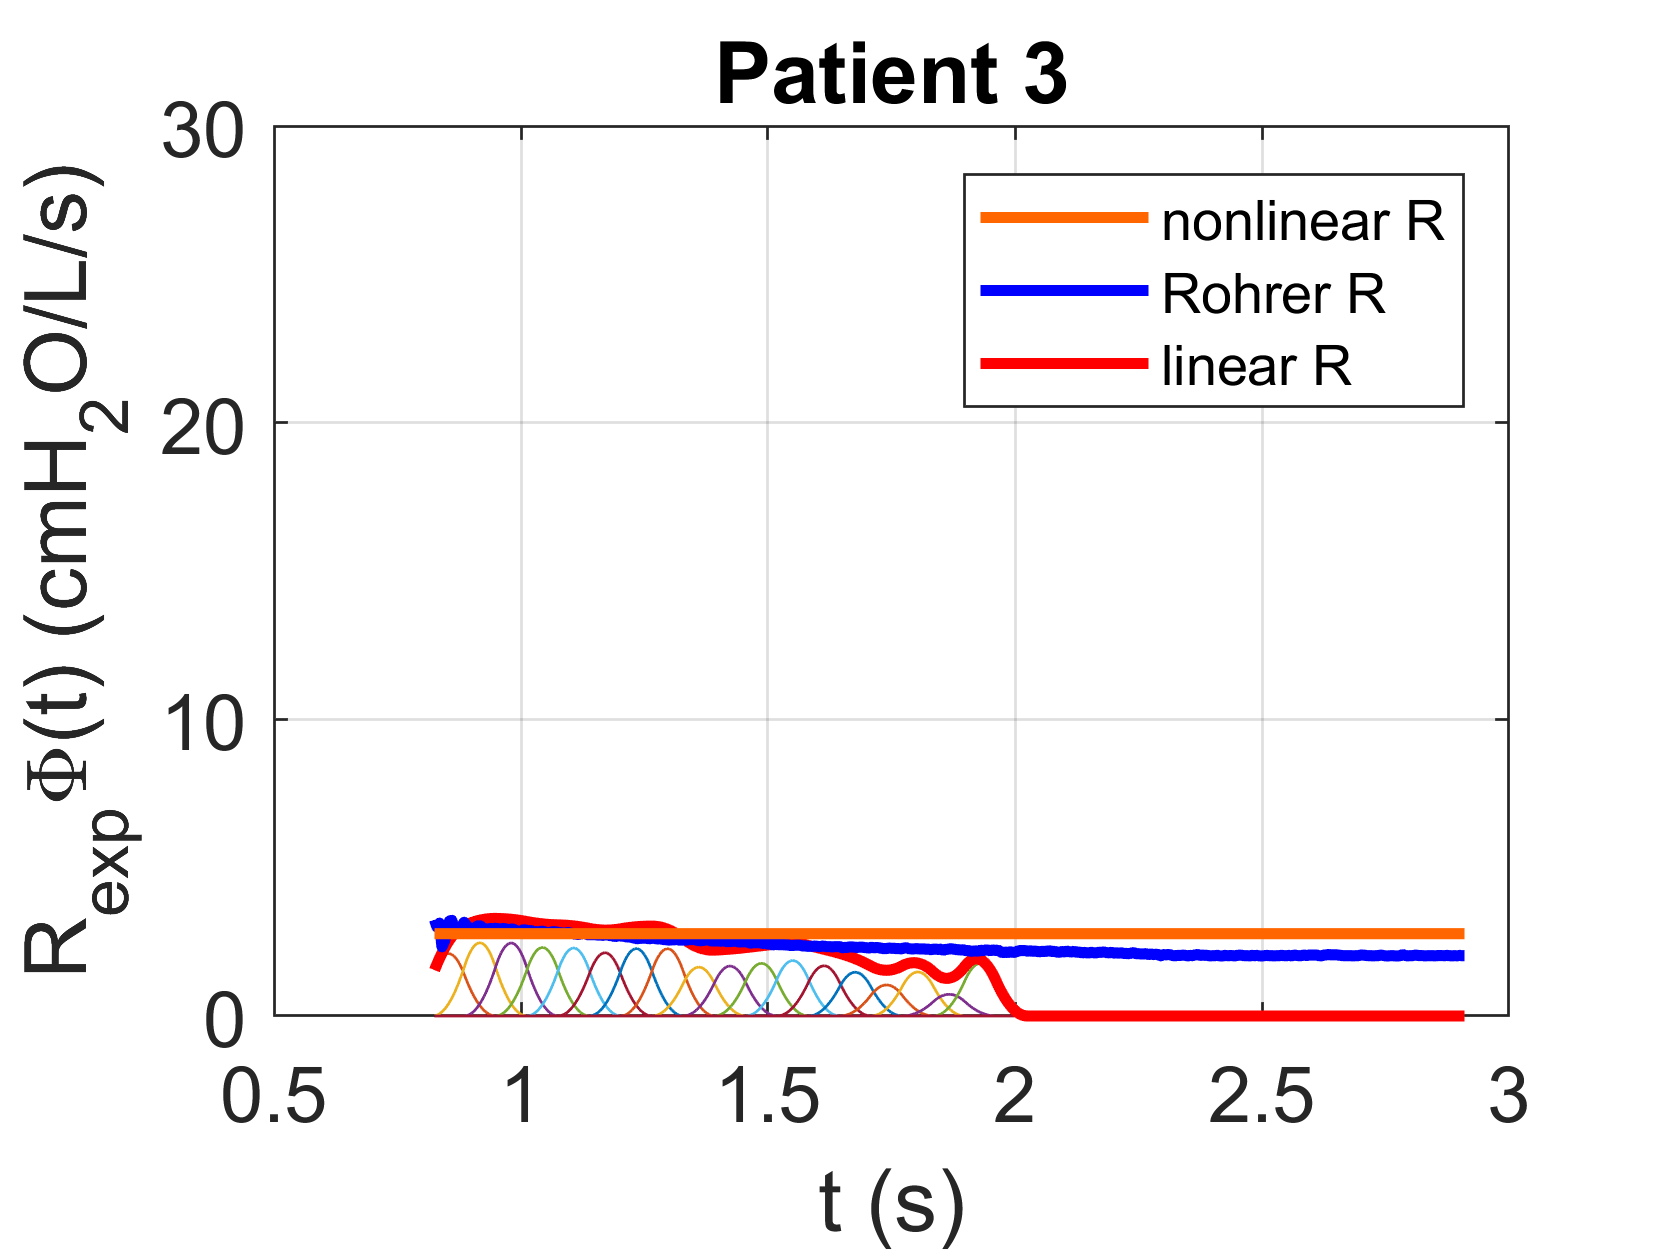 Patient 3
30
20
10
0
R_exp Φ(t) (cmH_2O/L/s)
nonlinear R
Rohrer R
linear R
0.5 1 1.5 2 2.5 3
t (s)